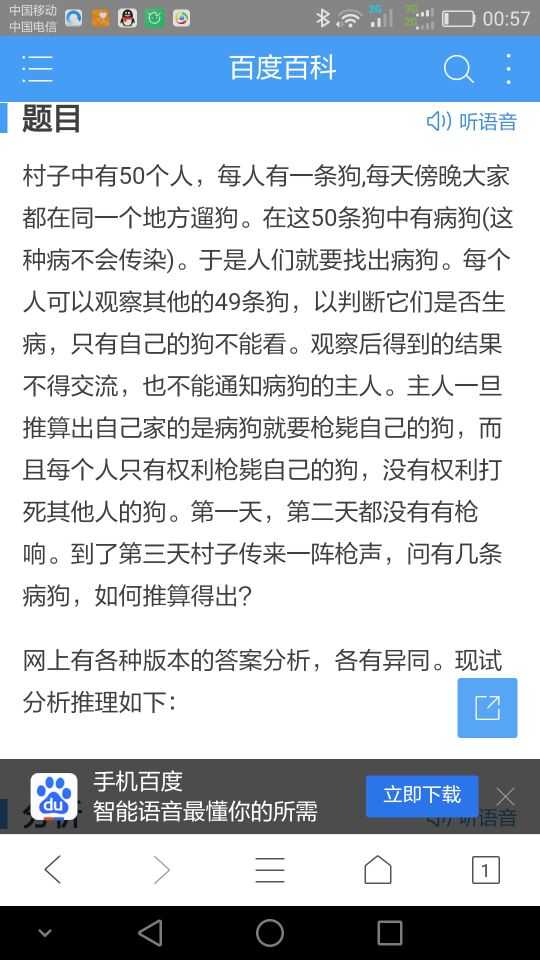 中国移动
中国电信
2G
3G
2G
00:57
百度百科
题目
听语音
村子中有50个人，每人有一条狗,每天傍晚大家
都在同一个地方遛狗。在这50条狗中有病狗(这
种病不会传染)。于是人们就要找出病狗。每个
人可以观察其他的49条狗，以判断它们是否生
病，只有自己的狗不能看。观察后得到的结果
不得交流，也不能通知病狗的主人。主人一旦
推算出自己家的是病狗就要枪毙自己的狗，而
且每个人只有权利枪毙自己的狗，没有权利打
死其他人的狗。第一天，第二天都没有有枪
响。到了第三天村子传来一阵枪声，问有几条
病狗，如何推算得出?
网上有各种版本的答案分析，各有异同。现试
分析推理如下：
du
手机百度
智能语音最懂你的所需
立即下载
分析
听语音
1